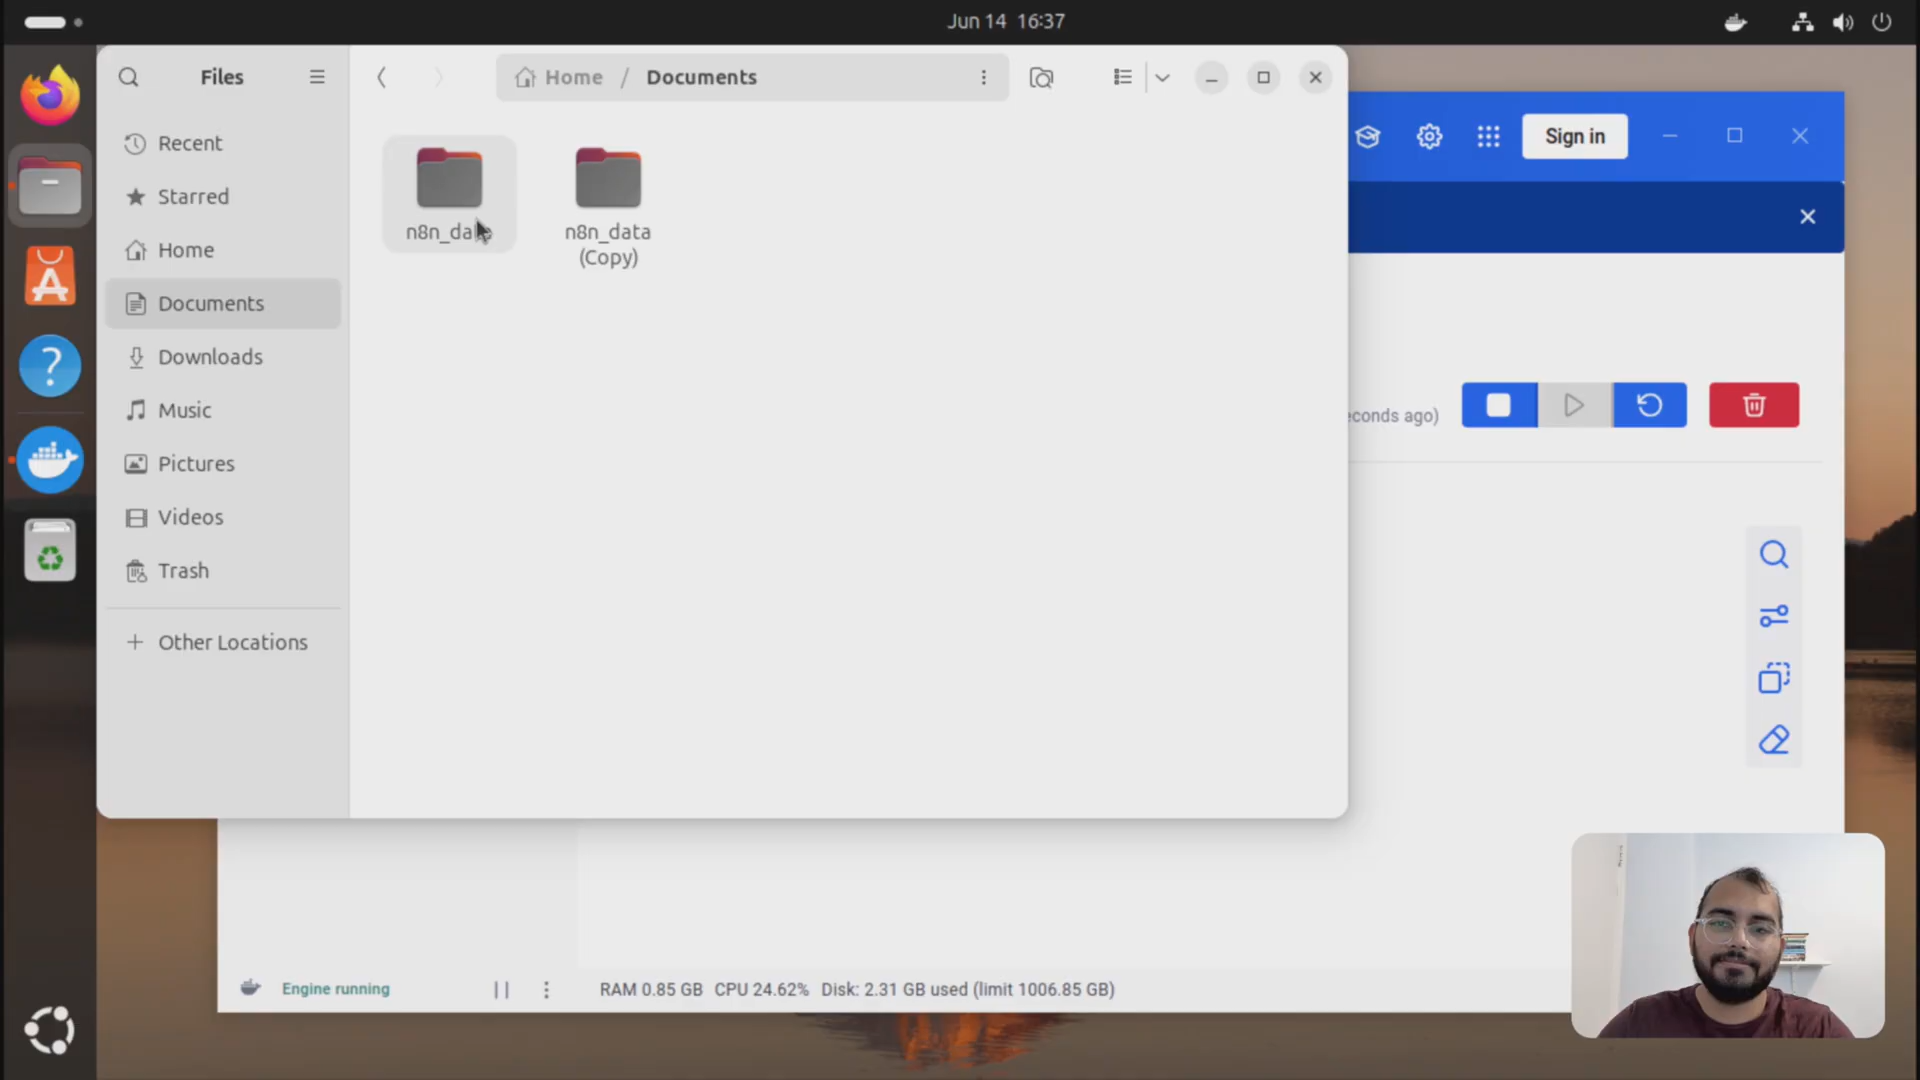 Jun 14 16:37
Files
Home / Documents
Recent
Starred
Home
Documents
Downloads
Music
Pictures
Videos
Trash
Other Locations
n8n_data
n8n_data
(Copy)
Sign in
econds ago)
Engine running
RAM 0.85 GB CPU 24.62% Disk: 2.31 GB used (limit 1006.85 GB)